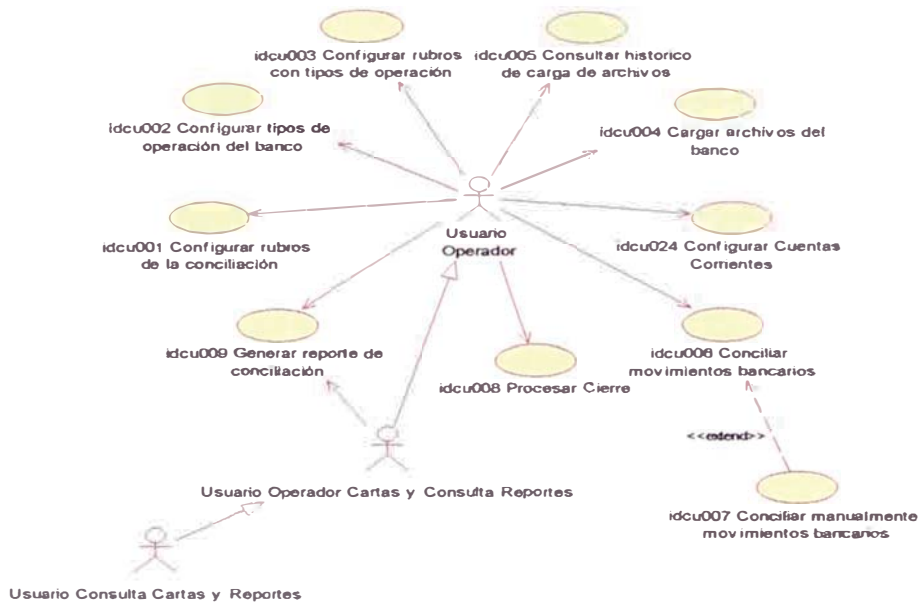 idcu003 Configurar rubros
con tipos de operación
idcu005 Consultar historico
de carga de archivos
idcu002 Configurar tipos de
operación del banco
idcu004 Cargar archivos del
banco
Usuario
Operador
idcu001 Configurar rubros
de la conciliación
idcu024 Configurar Cuentas
Corrientes
idcu009 Generar reporte de
conciliación
idcu008 Procesar Cierre
idcu006 Conciliar
movimientos bancarios
<<extend>>
Usuario Operador Cartas y Consulta Reportes
idcu007 Conciliar manualmente
movimientos bancarios
Usuario Consulta Cartas y Reportes